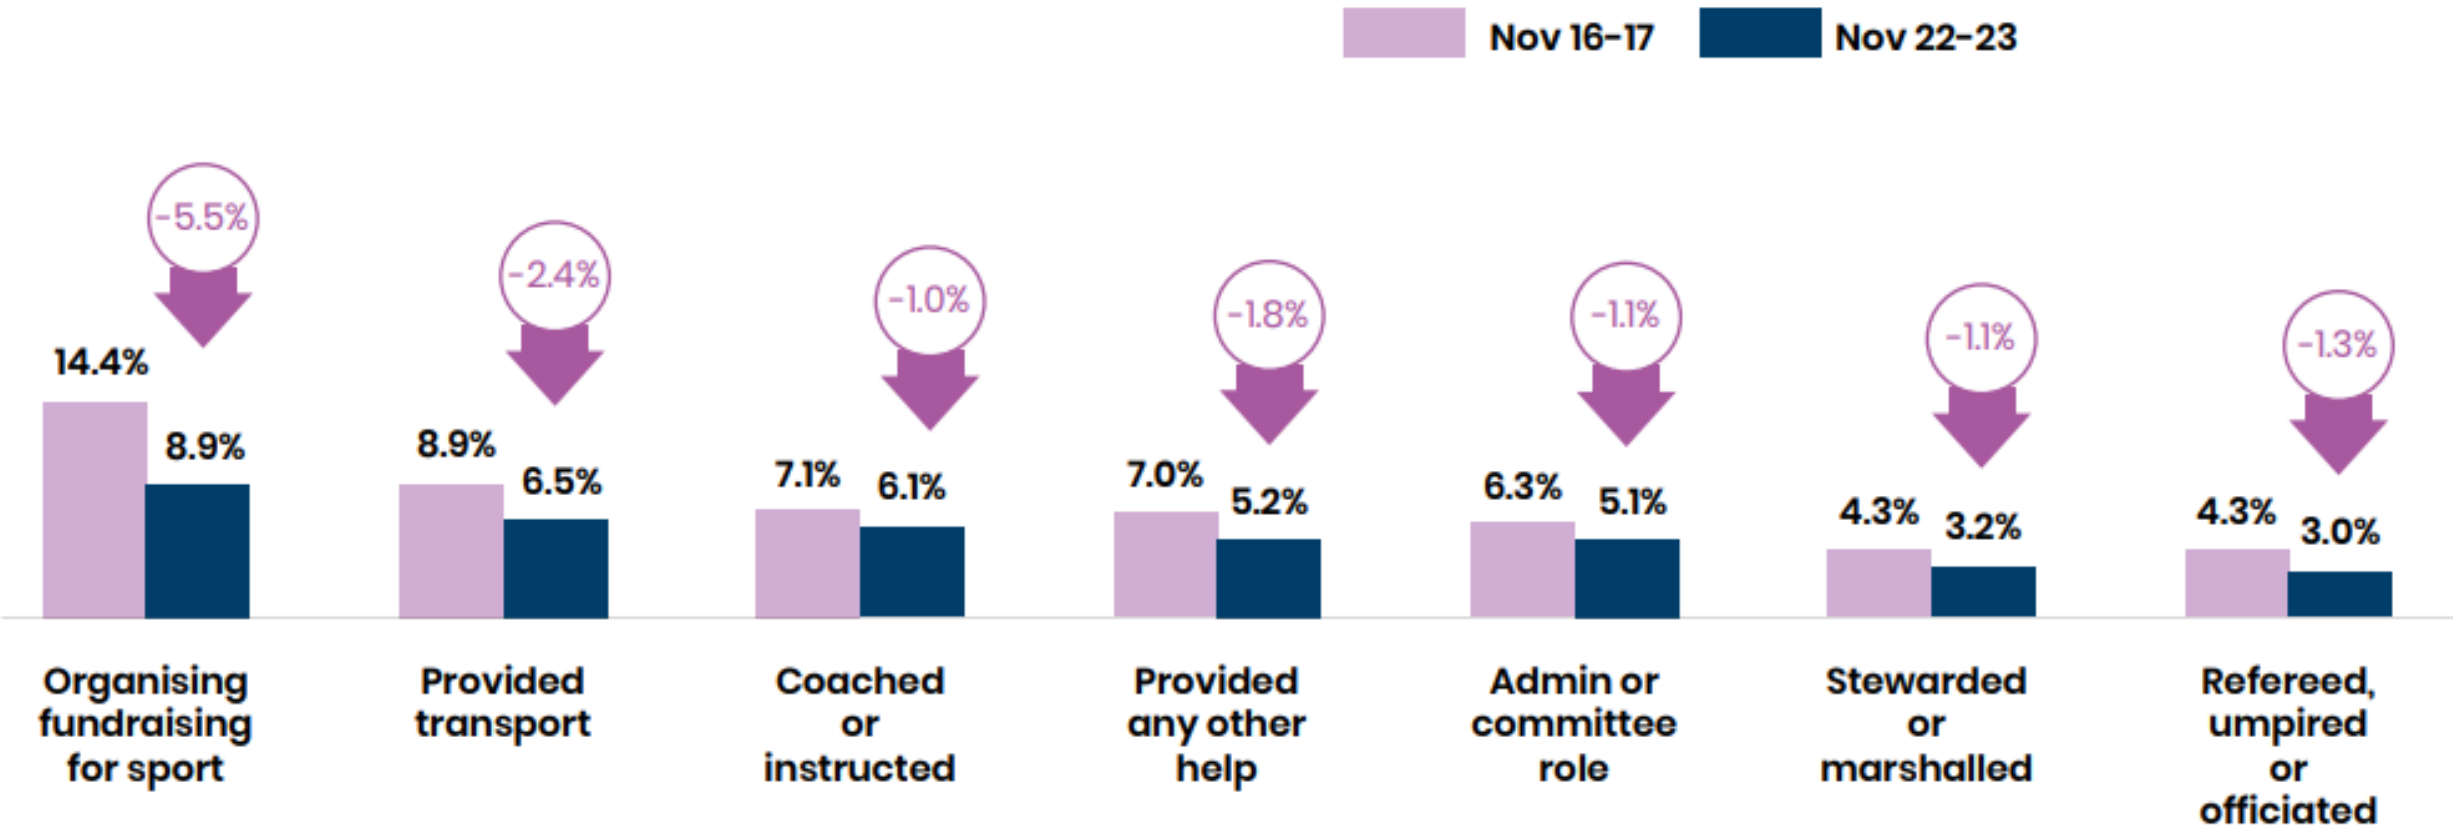 Nov 16-17 Nov 22-23
-5.5%
-2.4%
-1.0%
-1.8%
-1.1%
-1.1%
-1.3%
14.4%
8.9%
8.9%
6.5%
7.1%
6.1%
7.0%
5.2%
6.3%
5.1%
4.3%
3.2%
4.3%
3.0%
Organising
fundraising
for sport
Provided
transport
Coached
or
instructed
Provided
any other
help
Admin or
committee
role
Stewarded
or
marshalled
Refereed,
umpired
or
officiated